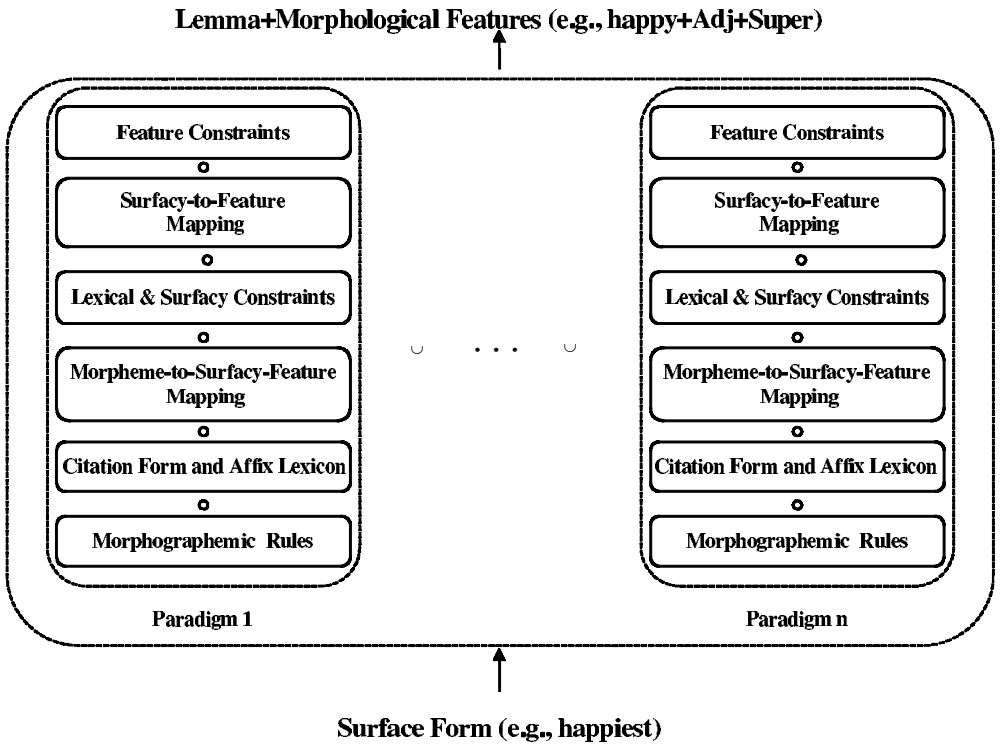 Lemma+Morphological Features (e.g., happy+Adj+Super)
Feature Constraints
Surfacy-to-Feature
Mapping
Lexical & Surfacy Constraints
Morpheme-to-Surfacy-Feature
Mapping
Citation Form and Affix Lexicon
Morphographemic Rules
Paradigm 1
∪ . . . ∪
Feature Constraints
Surfacy-to-Feature
Mapping
Lexical & Surfacy Constraints
Morpheme-to-Surfacy-Feature
Mapping
Citation Form and Affix Lexicon
Morphographemic Rules
Paradigm n
Surface Form (e.g., happiest)